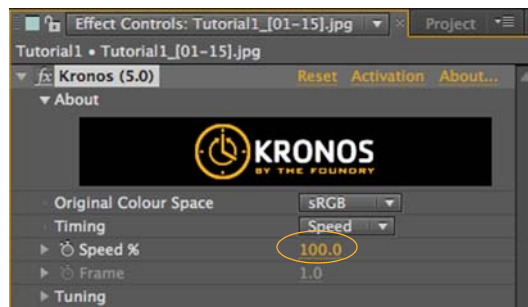 Effect Controls: Tutorial1_[01-15].jpg Project
Tutorial1 • Tutorial1_[01-15].jpg
fx Kronos (5.0) Reset Activation About...
About
KRONOS
BY THE FOUNDRY
Original Colour Space sRGB
Timing Speed
Speed % 100.0
Frame 1.0
Tuning